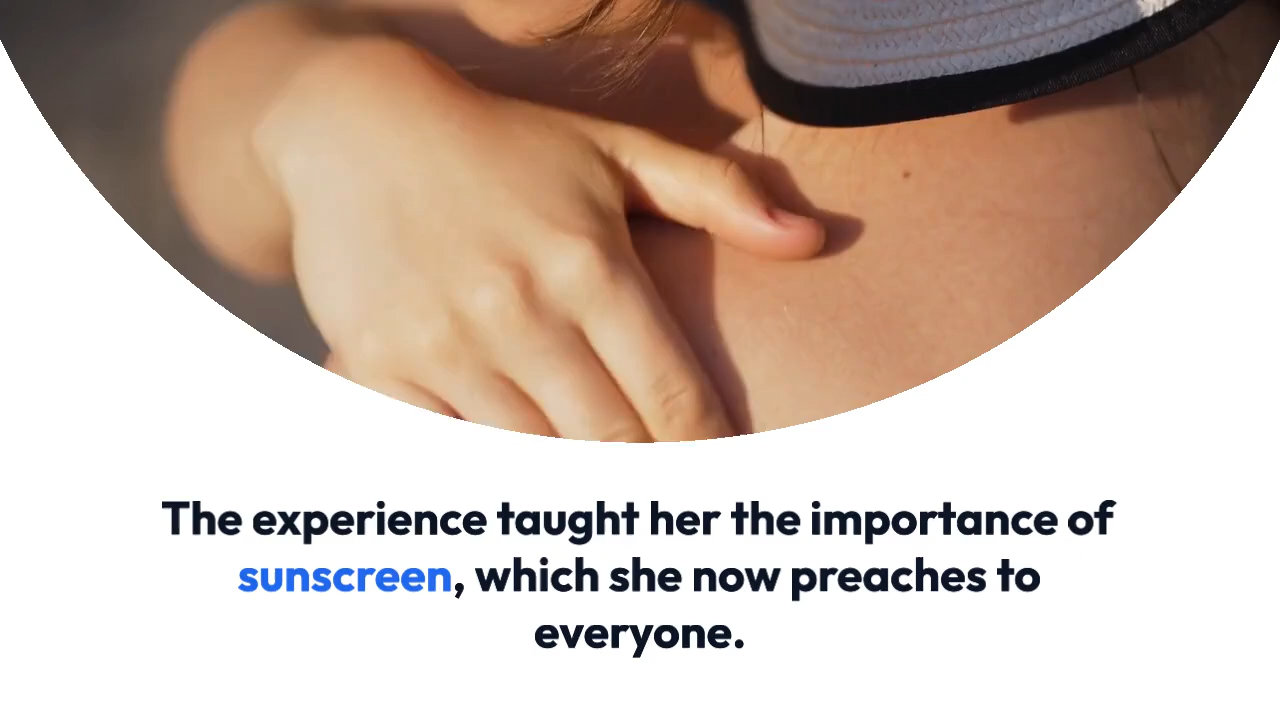 The experience taught her the importance of
sunscreen, which she now preaches to
everyone.